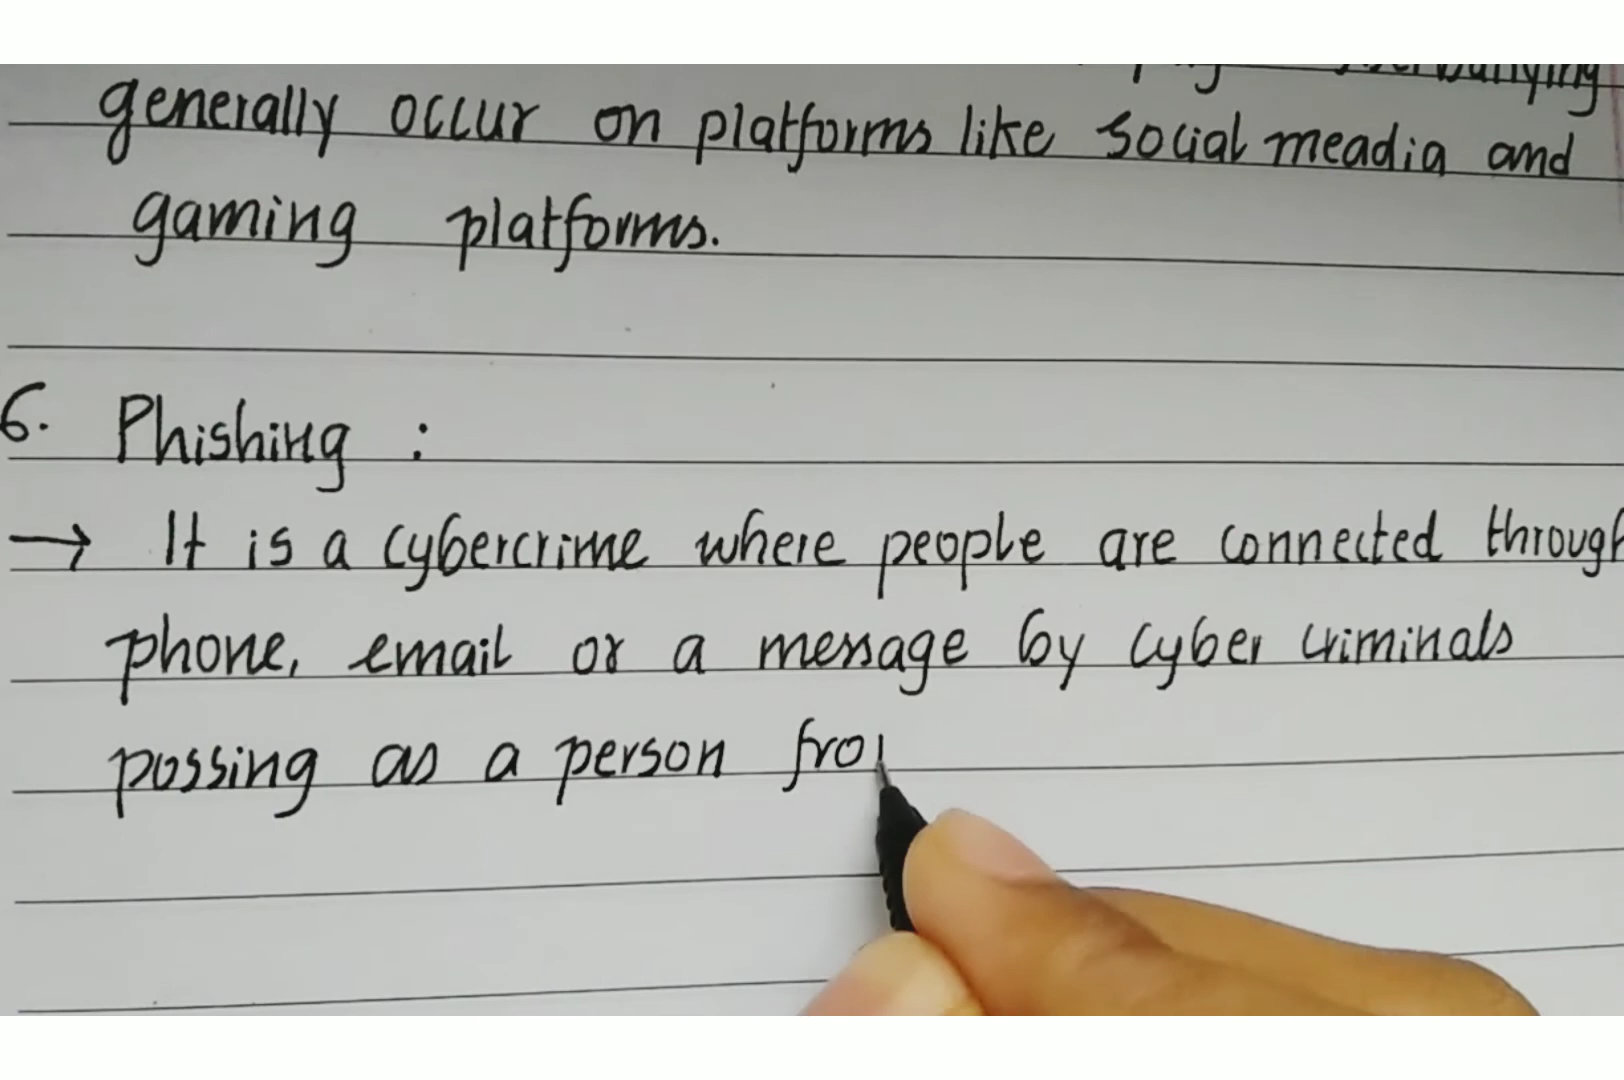 generally occur on platforms like social meadia and
gaming platforms.
6. Phishing :
→ It is a cybercrime where people are connected through
phone, email or a message by cyber criminals
possing as a person fro